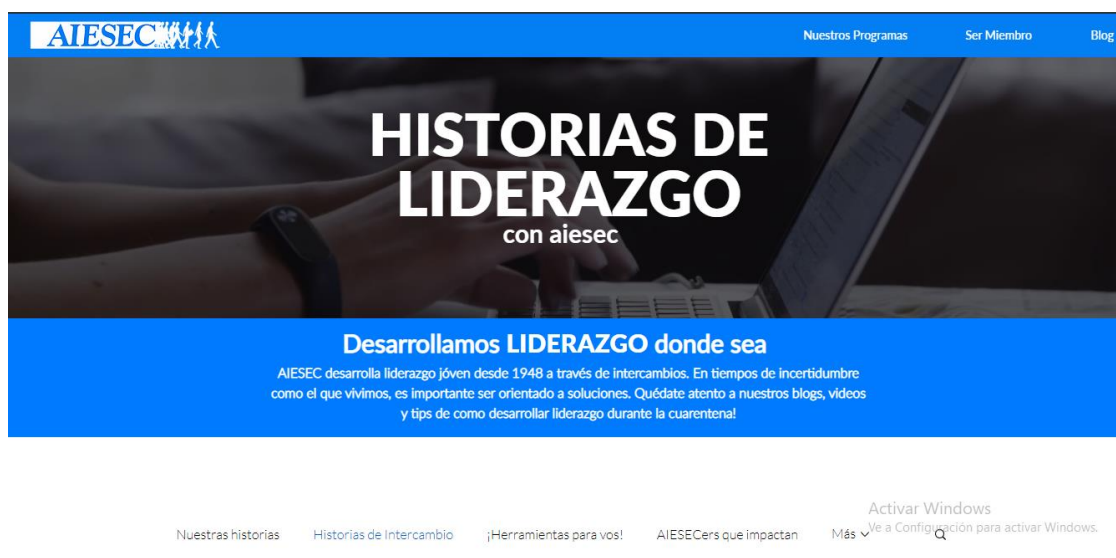 AIESEC
Nuestros Programas
Ser Miembro
Blog
HISTORIAS DE
LIDERAZGO
con aiesec
Desarrollamos LIDERAZGO donde sea
AIESEC desarrolla liderazgo jóven desde 1948 a través de intercambios. En tiempos de incertidumbre
como el que vivimos, es importante ser orientado a soluciones. Quédate atento a nuestros blogs, videos
y tips de como desarrollar liderazgo durante la cuarentena!
Nuestras historias
Historias de Intercambio
¡Herramientas para vos!
AIESECers que impactan
Más
Activar Windows
Ve a Configuración para activar Windows.